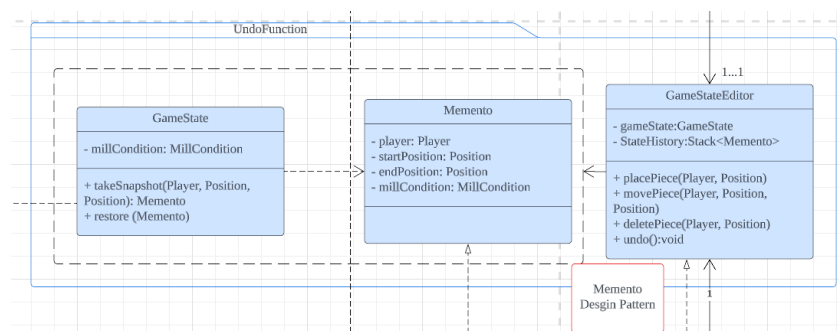 UndoFunction
1...1
GameState
- millCondition: MillCondition
+ takeSnapshot(Player, Position,
Position): Memento
+ restore (Memento)
Memento
- player: Player
- startPosition: Position
- endPosition: Position
- millCondition: MillCondition
GameStateEditor
- gameState:GameState
- StateHistory:Stack<Memento>
+ placePiece(Player, Position)
+ movePiece(Player, Position,
Position)
+ deletePiece(Player, Position)
+ undo():void
Memento
Desgin Pattern
1